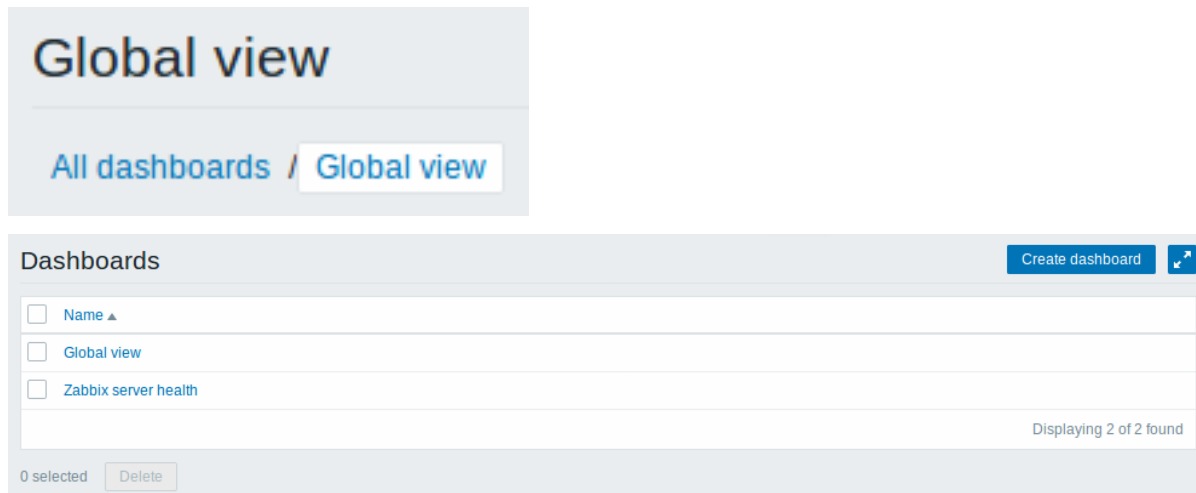 Global view
All dashboards / Global view
Dashboards
Create dashboard
Name
Global view
Zabbix server health
Displaying 2 of 2 found
0 selected
Delete